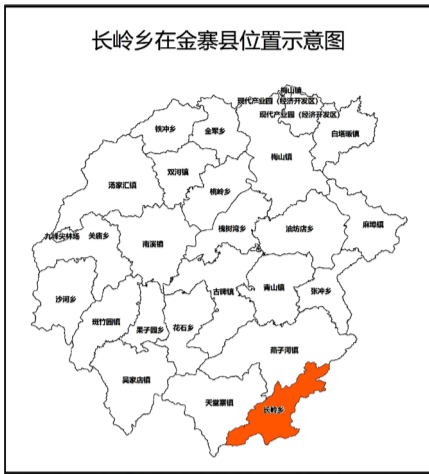 长岭乡在金寨县位置示意图
梅山镇
现代产业园（经济开发区）
现代产业园（经济开发区）
铁冲乡
全军乡
白塔畈镇
双河镇
梅山镇
汤家汇镇
桃岭乡
麻埠镇
槐树湾乡
油坊店乡
九峰尖林场
关庙乡
南溪镇
古碑镇
青山镇
张冲乡
沙河乡
斑竹园镇
果子园乡
花石乡
燕子河镇
吴家店镇
天堂寨镇
长岭乡